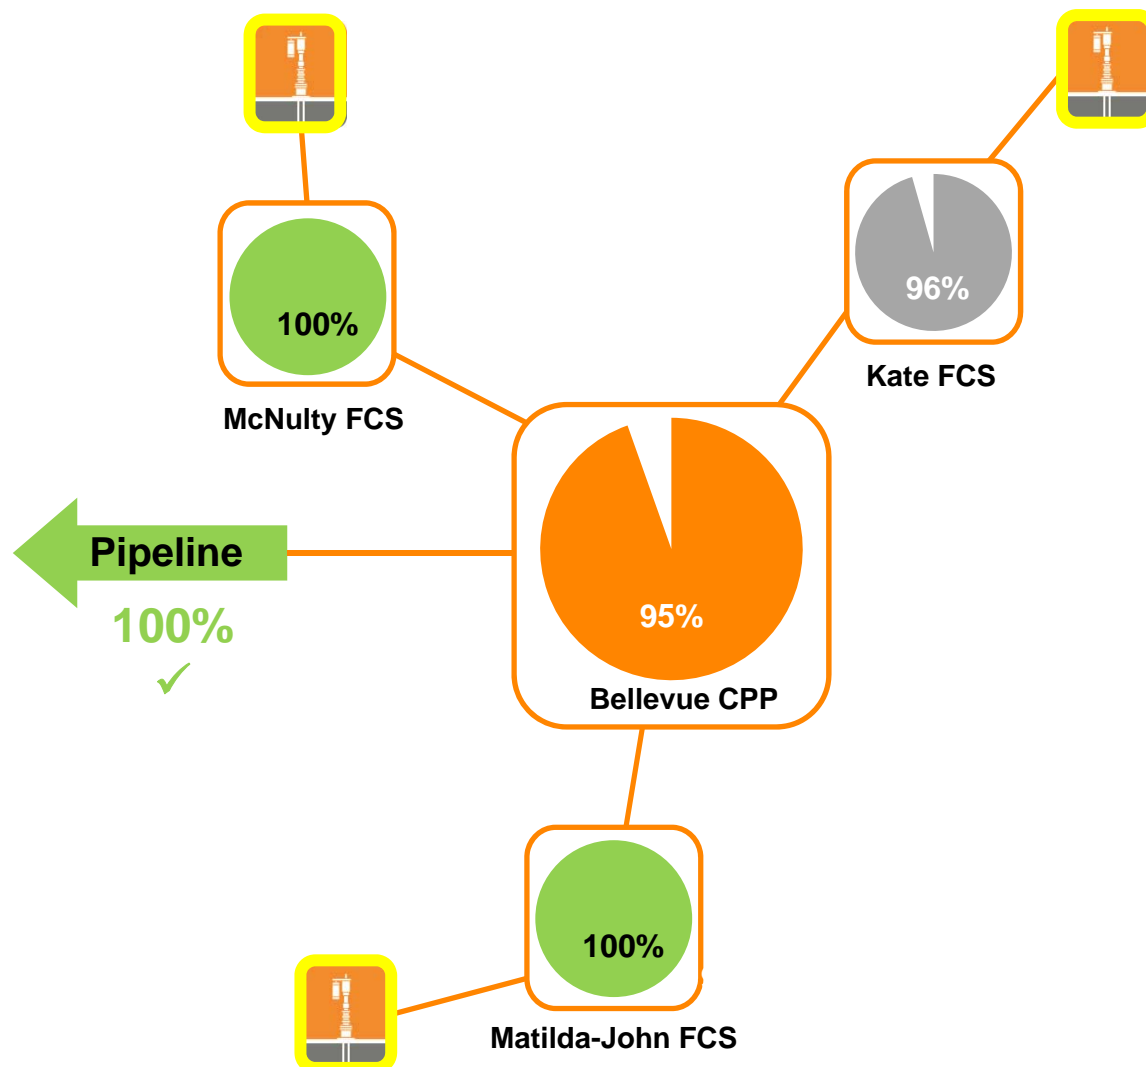 96%
Kate FCS
100%
McNulty FCS
Pipeline
100%
95%
Bellevue CPP
100%
Matilda-John FCS